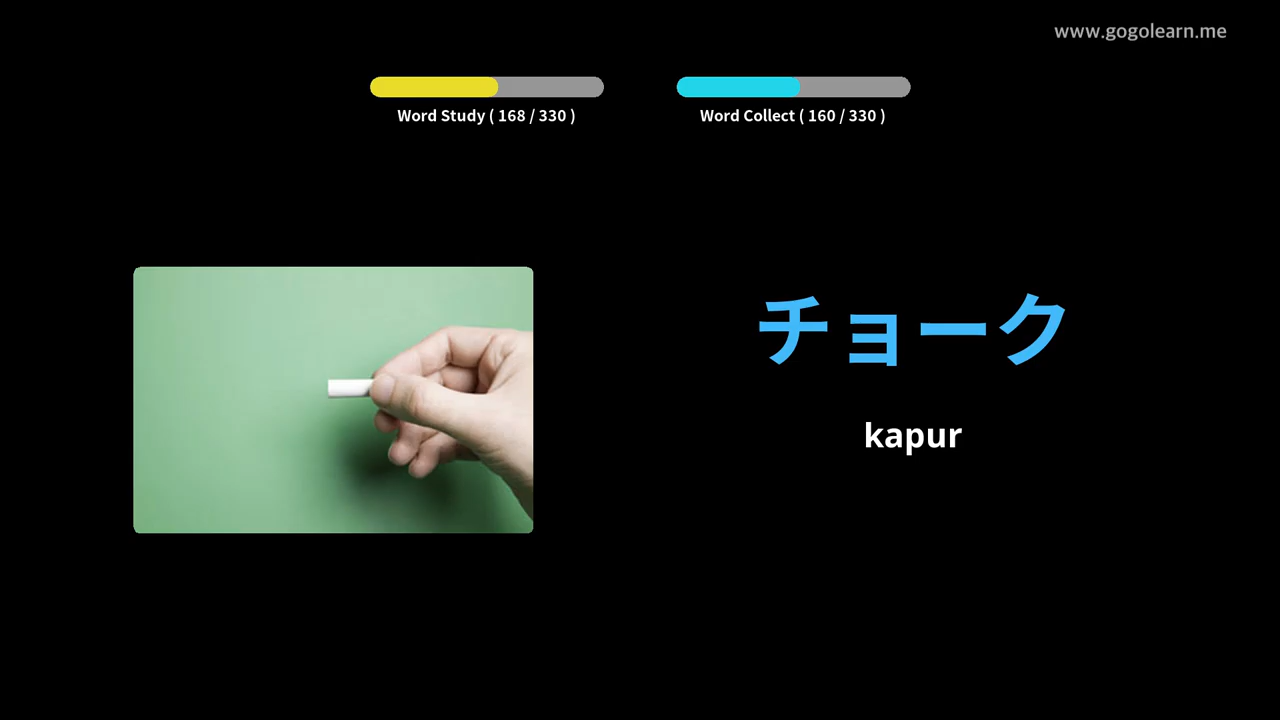 www.gogolearn.me
Word Study ( 168 / 330 )
Word Collect ( 160 / 330 )
チョーク
kapur